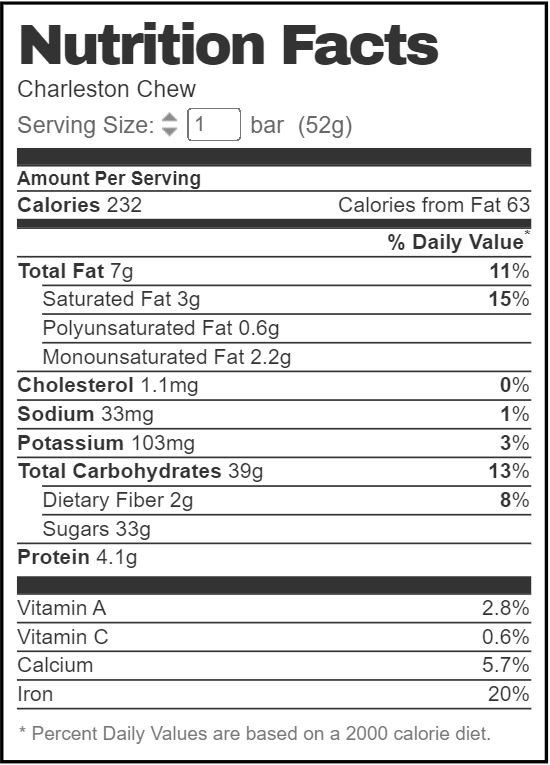 Nutrition Facts
Charleston Chew
Serving Size: 1 bar (52g)
Amount Per Serving
Calories 232 Calories from Fat 63
% Daily Value*
Total Fat 7g 11%
Saturated Fat 3g 15%
Polyunsaturated Fat 0.6g
Monounsaturated Fat 2.2g
Cholesterol 1.1mg 0%
Sodium 33mg 1%
Potassium 103mg 3%
Total Carbohydrates 39g 13%
Dietary Fiber 2g 8%
Sugars 33g
Protein 4.1g
Vitamin A 2.8%
Vitamin C 0.6%
Calcium 5.7%
Iron 20%
* Percent Daily Values are based on a 2000 calorie diet.